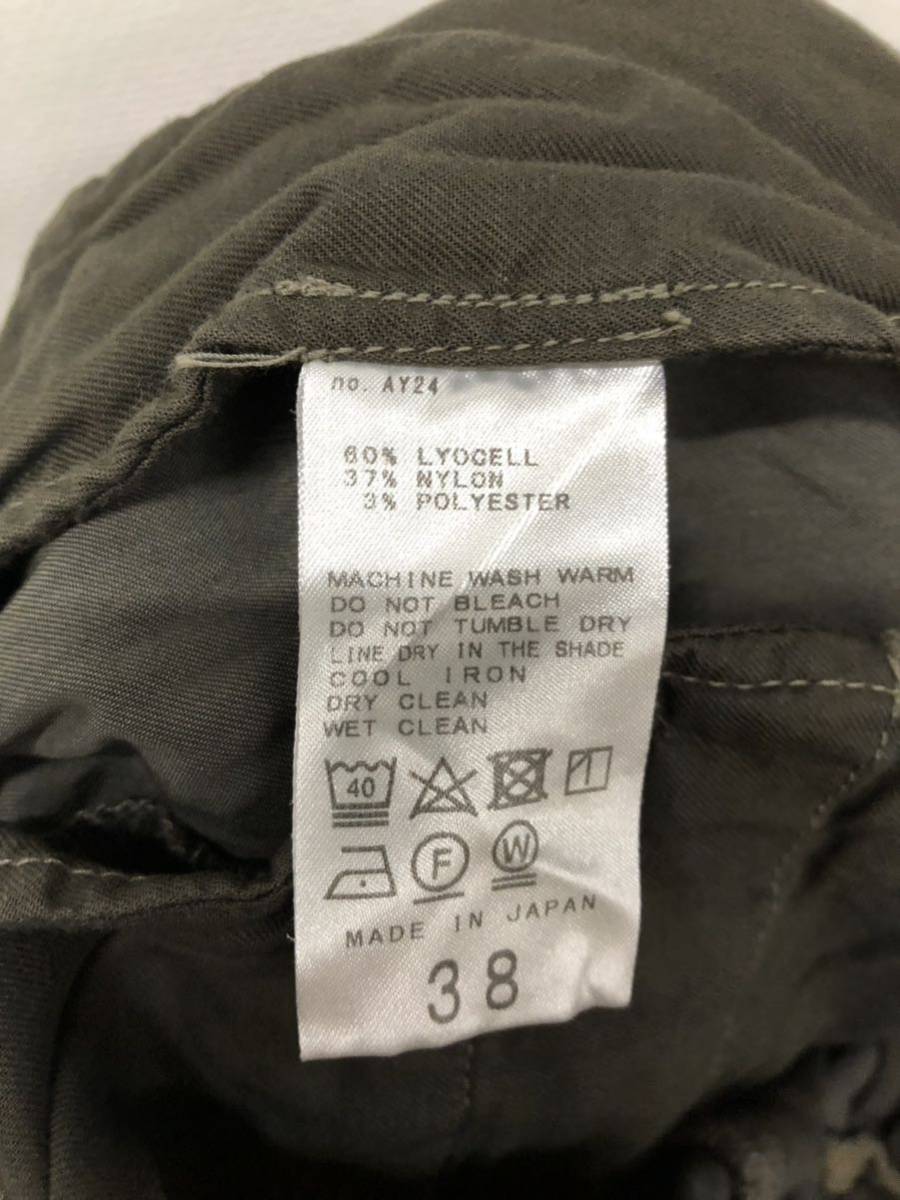 no. AY24
60% LYOCELL
37% NYLON
3% POLYESTER
MACHINE WASH WARM
DO NOT BLEACH
DO NOT TUMBLE DRY
LINE DRY IN THE SHADE
COOL IRON
DRY CLEAN
WET CLEAN
40
F W
MADE IN JAPAN
38